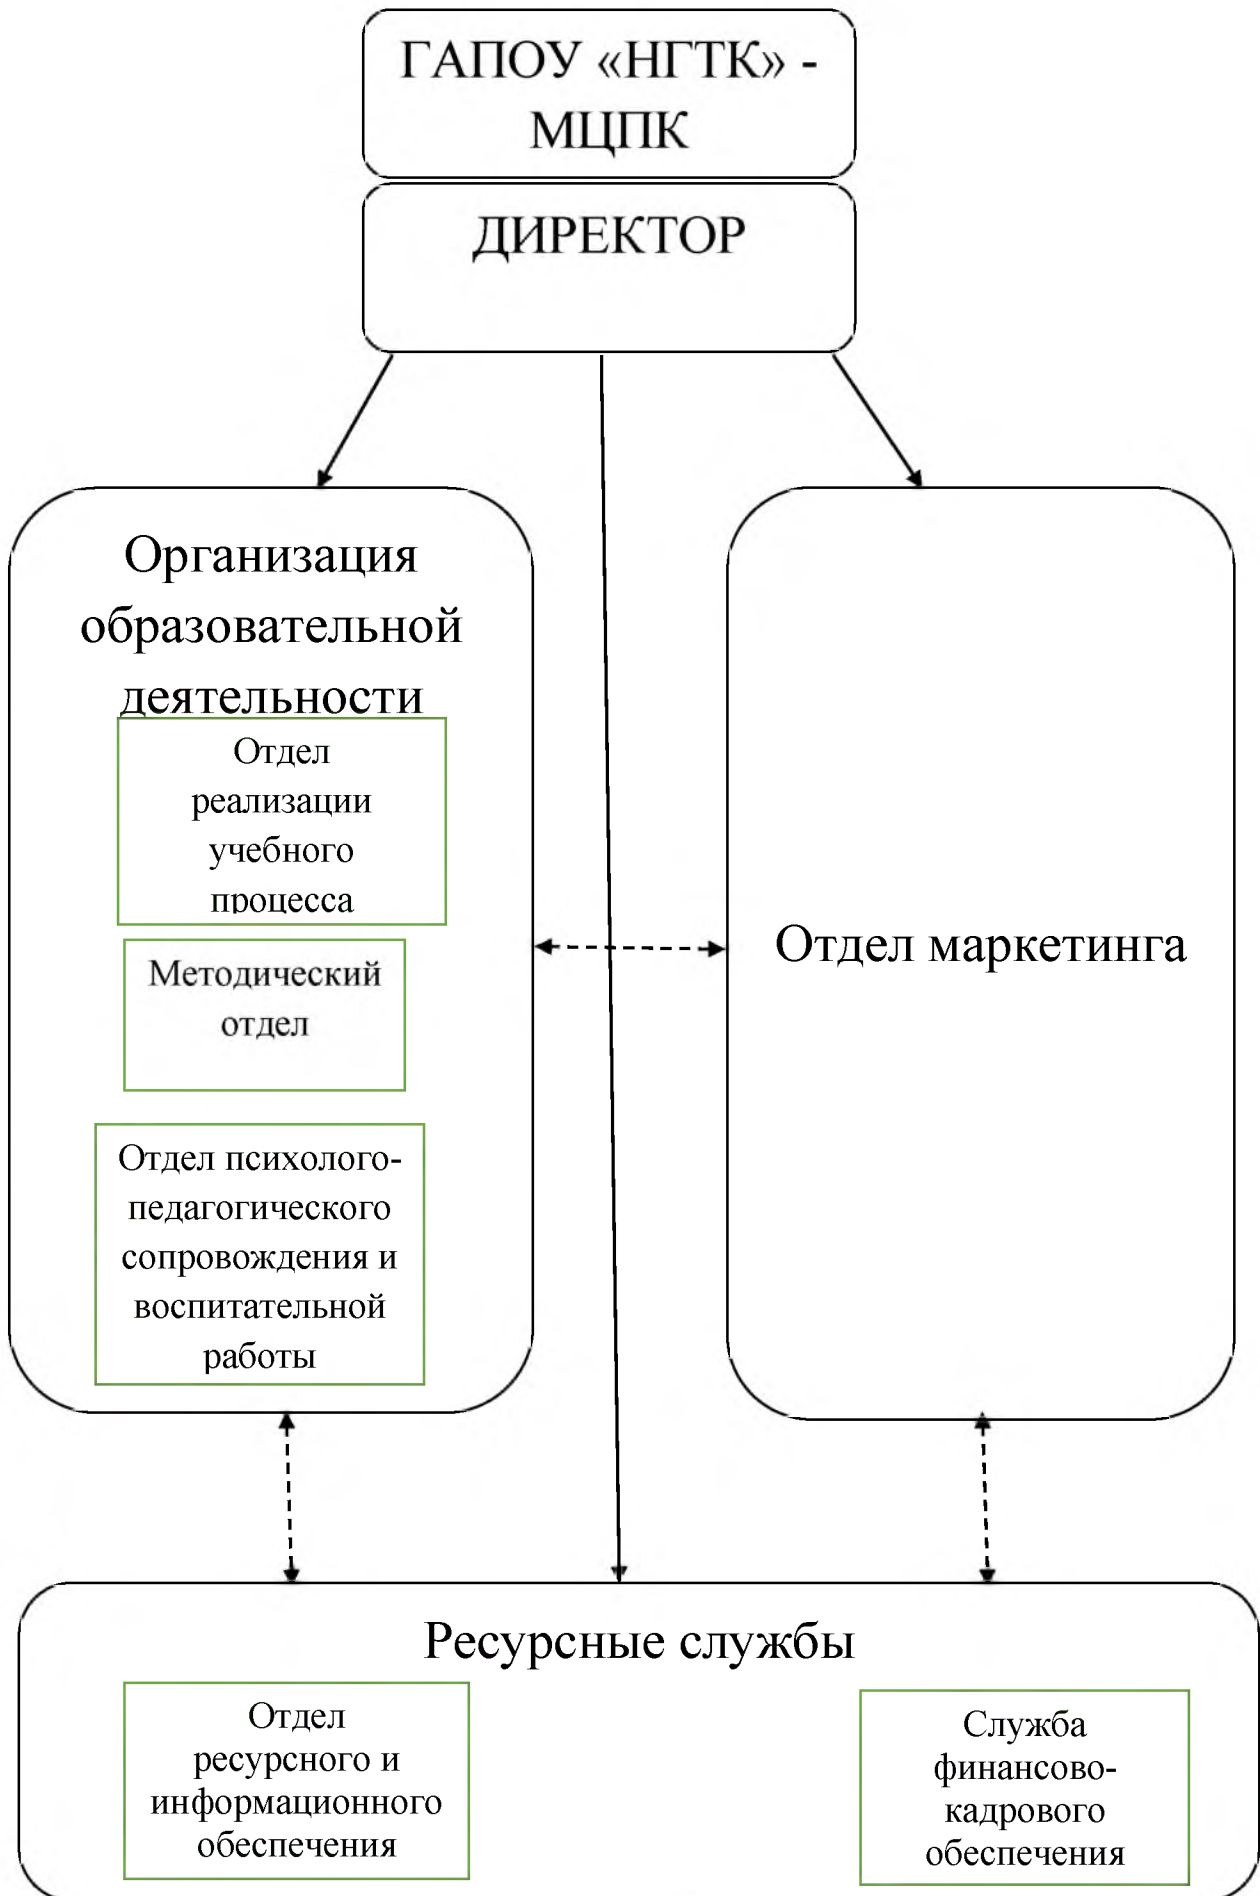 ГАПОУ «НГТК» -
МЦПК
ДИРЕКТОР
Организация
образовательной
деятельности
Отдел
реализации
учебного
процесса
Методический
отдел
Отдел психолого-
педагогического
сопровождения и
воспитательной
работы
Отдел маркетинга
Ресурсные службы
Отдел
ресурсного и
информационного
обеспечения
Служба
финансово-
кадрового
обеспечения